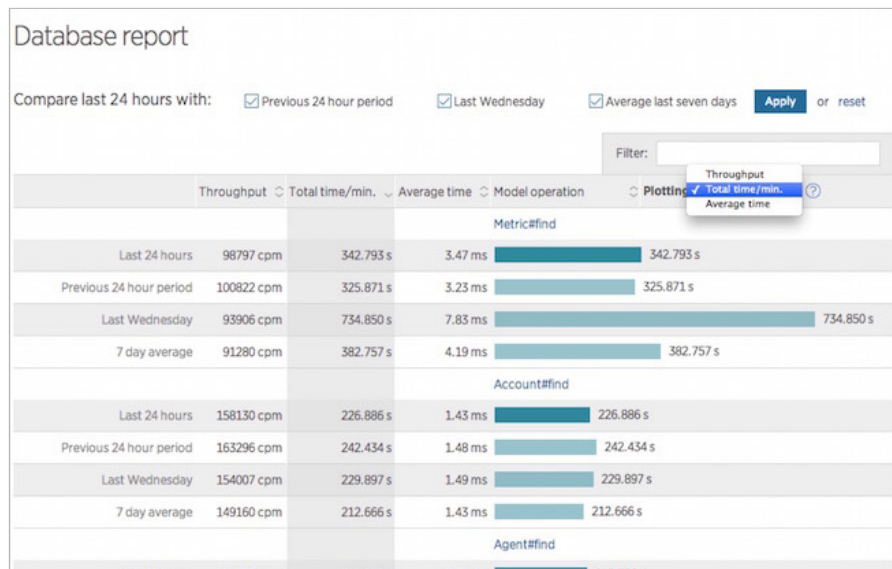 Database report
Compare last 24 hours with: Previous 24 hour period Last Wednesday Average last seven days Apply or reset
Filter:
Throughput
Throughput Total time/min. Average time Model operation Plotting ✓ Total time/min. ?
Average time
Metric#find
Last 24 hours 98797 cpm 342.793 s 3.47 ms 342.793 s
Previous 24 hour period 100822 cpm 325.871 s 3.23 ms 325.871 s
Last Wednesday 93906 cpm 734.850 s 7.83 ms 734.850 s
7 day average 91280 cpm 382.757 s 4.19 ms 382.757 s
Account#find
Last 24 hours 158130 cpm 226.886 s 1.43 ms 226.886 s
Previous 24 hour period 163296 cpm 242.434 s 1.48 ms 242.434 s
Last Wednesday 154007 cpm 229.897 s 1.49 ms 229.897 s
7 day average 149160 cpm 212.666 s 1.43 ms 212.666 s
Agent#find